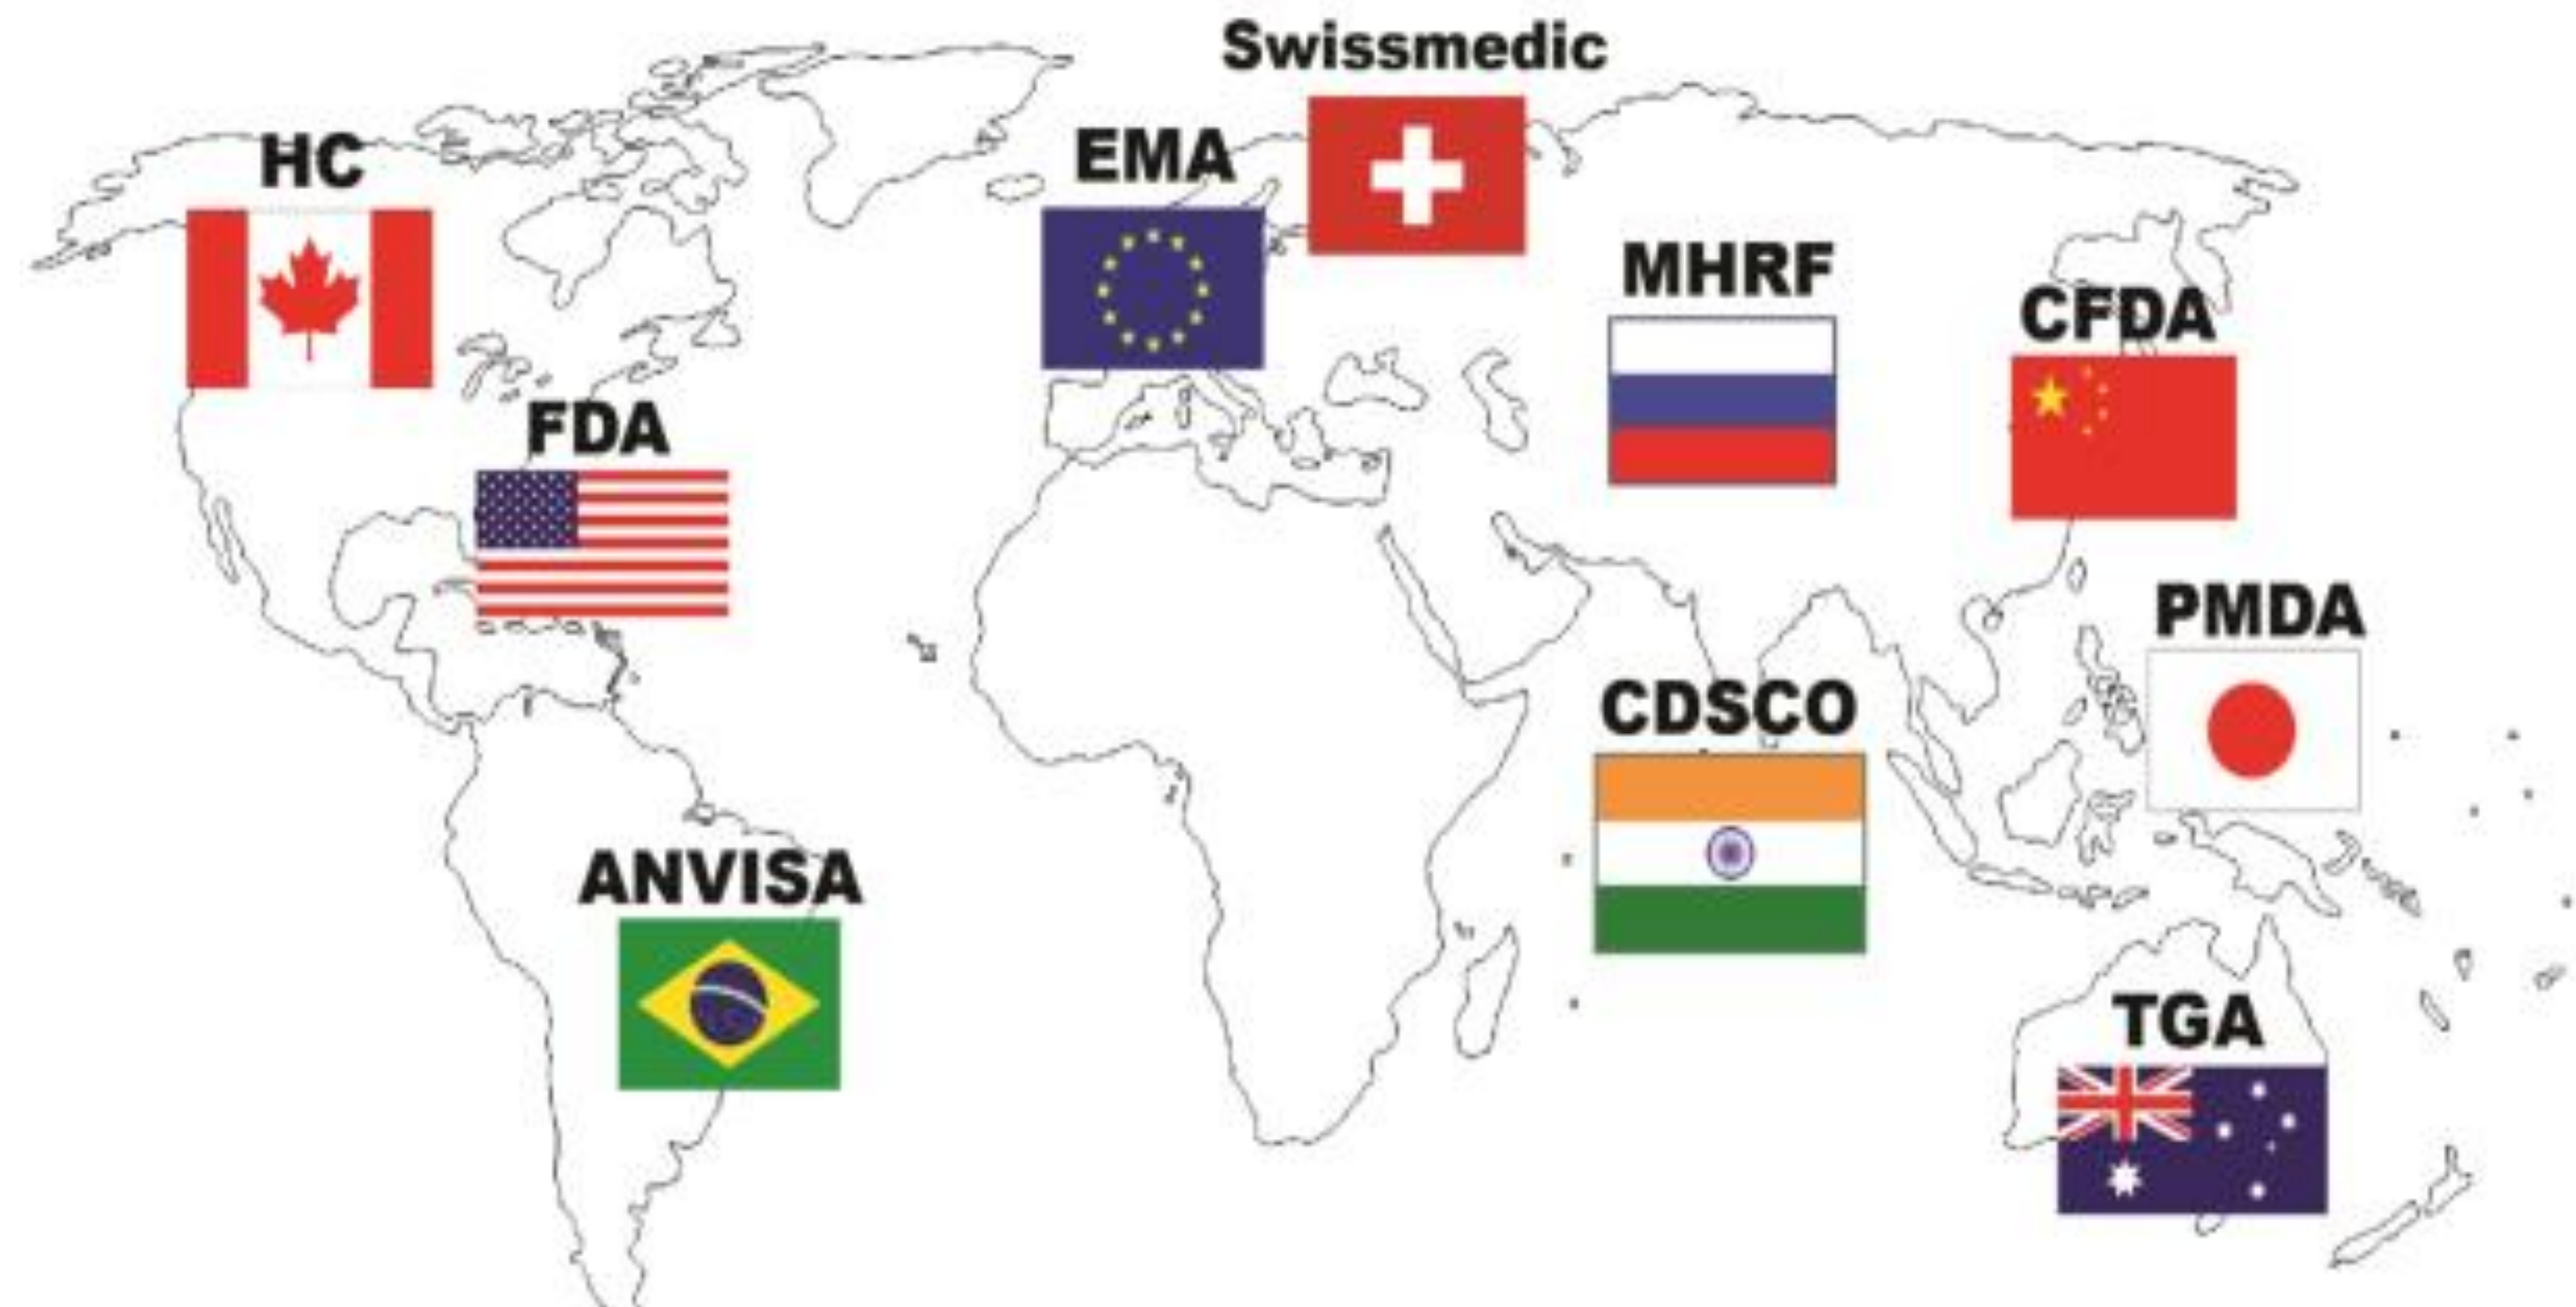 Swissmedic
HC
EMA
MHRF
CFDA
FDA
PMDA
CDSCO
ANVISA
TGA